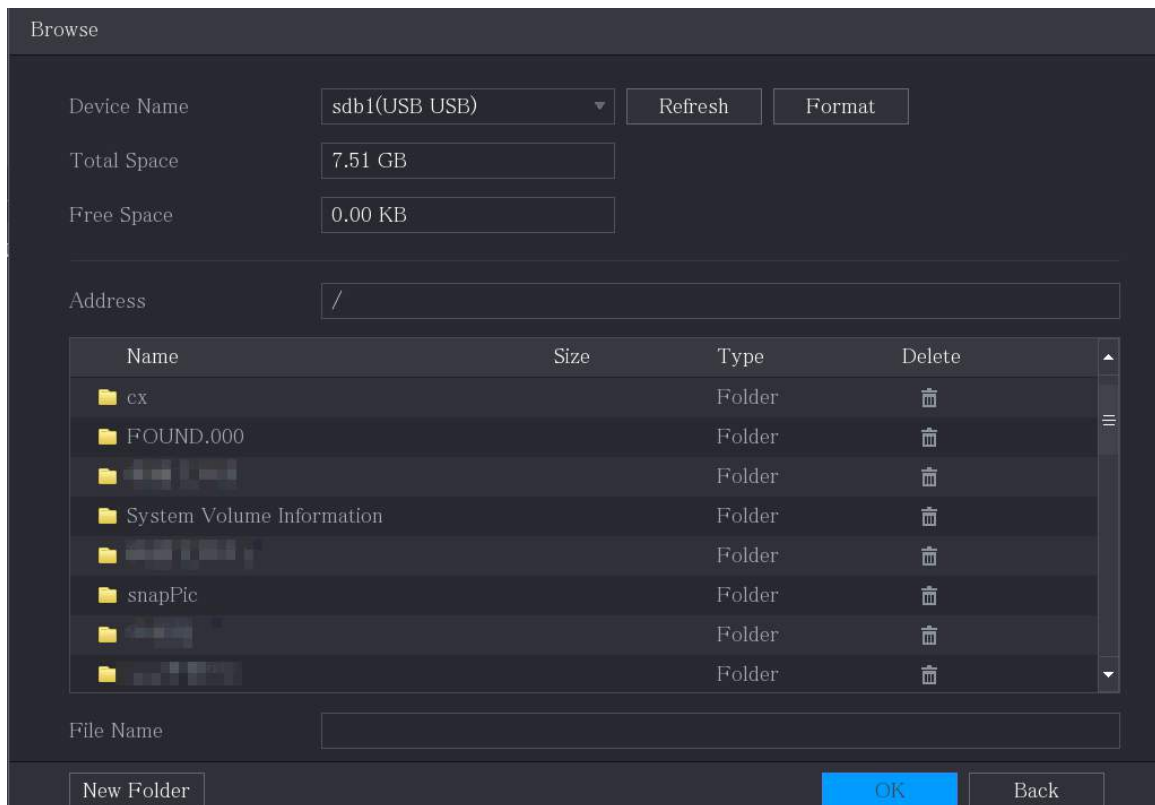 Browse
Device Name sdb1(USB USB) Refresh Format
Total Space 7.51 GB
Free Space 0.00 KB
Address /
Name Size Type Delete
cx Folder
FOUND.000 Folder
Folder
System Volume Information Folder
Folder
snapPic Folder
Folder
Folder
File Name
New Folder OK Back